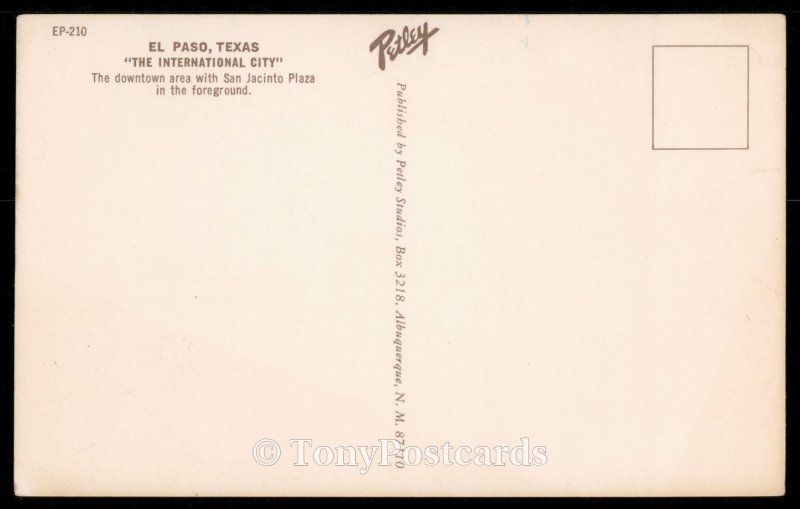 EP-210
EL PASO, TEXAS
"THE INTERNATIONAL CITY"
The downtown area with San Jacinto Plaza
in the foreground.
Petley
Published by Petley Studios, Box 3218, Albuquerque, N. M. 87110
© TonyPostcards